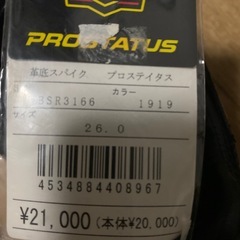 PROSTATUS
革底スパイク プロステイタス
カラー
BSR3166 1919
サイズ
26.0
4534884408967
¥21,000(本体¥20,000)